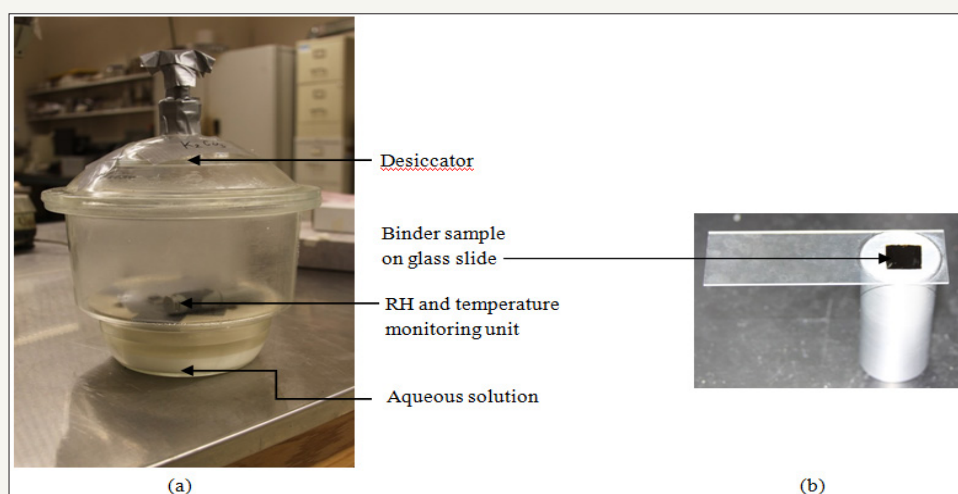 Desiccator
Binder sample
on glass slide
RH and temperature
monitoring unit
Aqueous solution
(a)
(b)